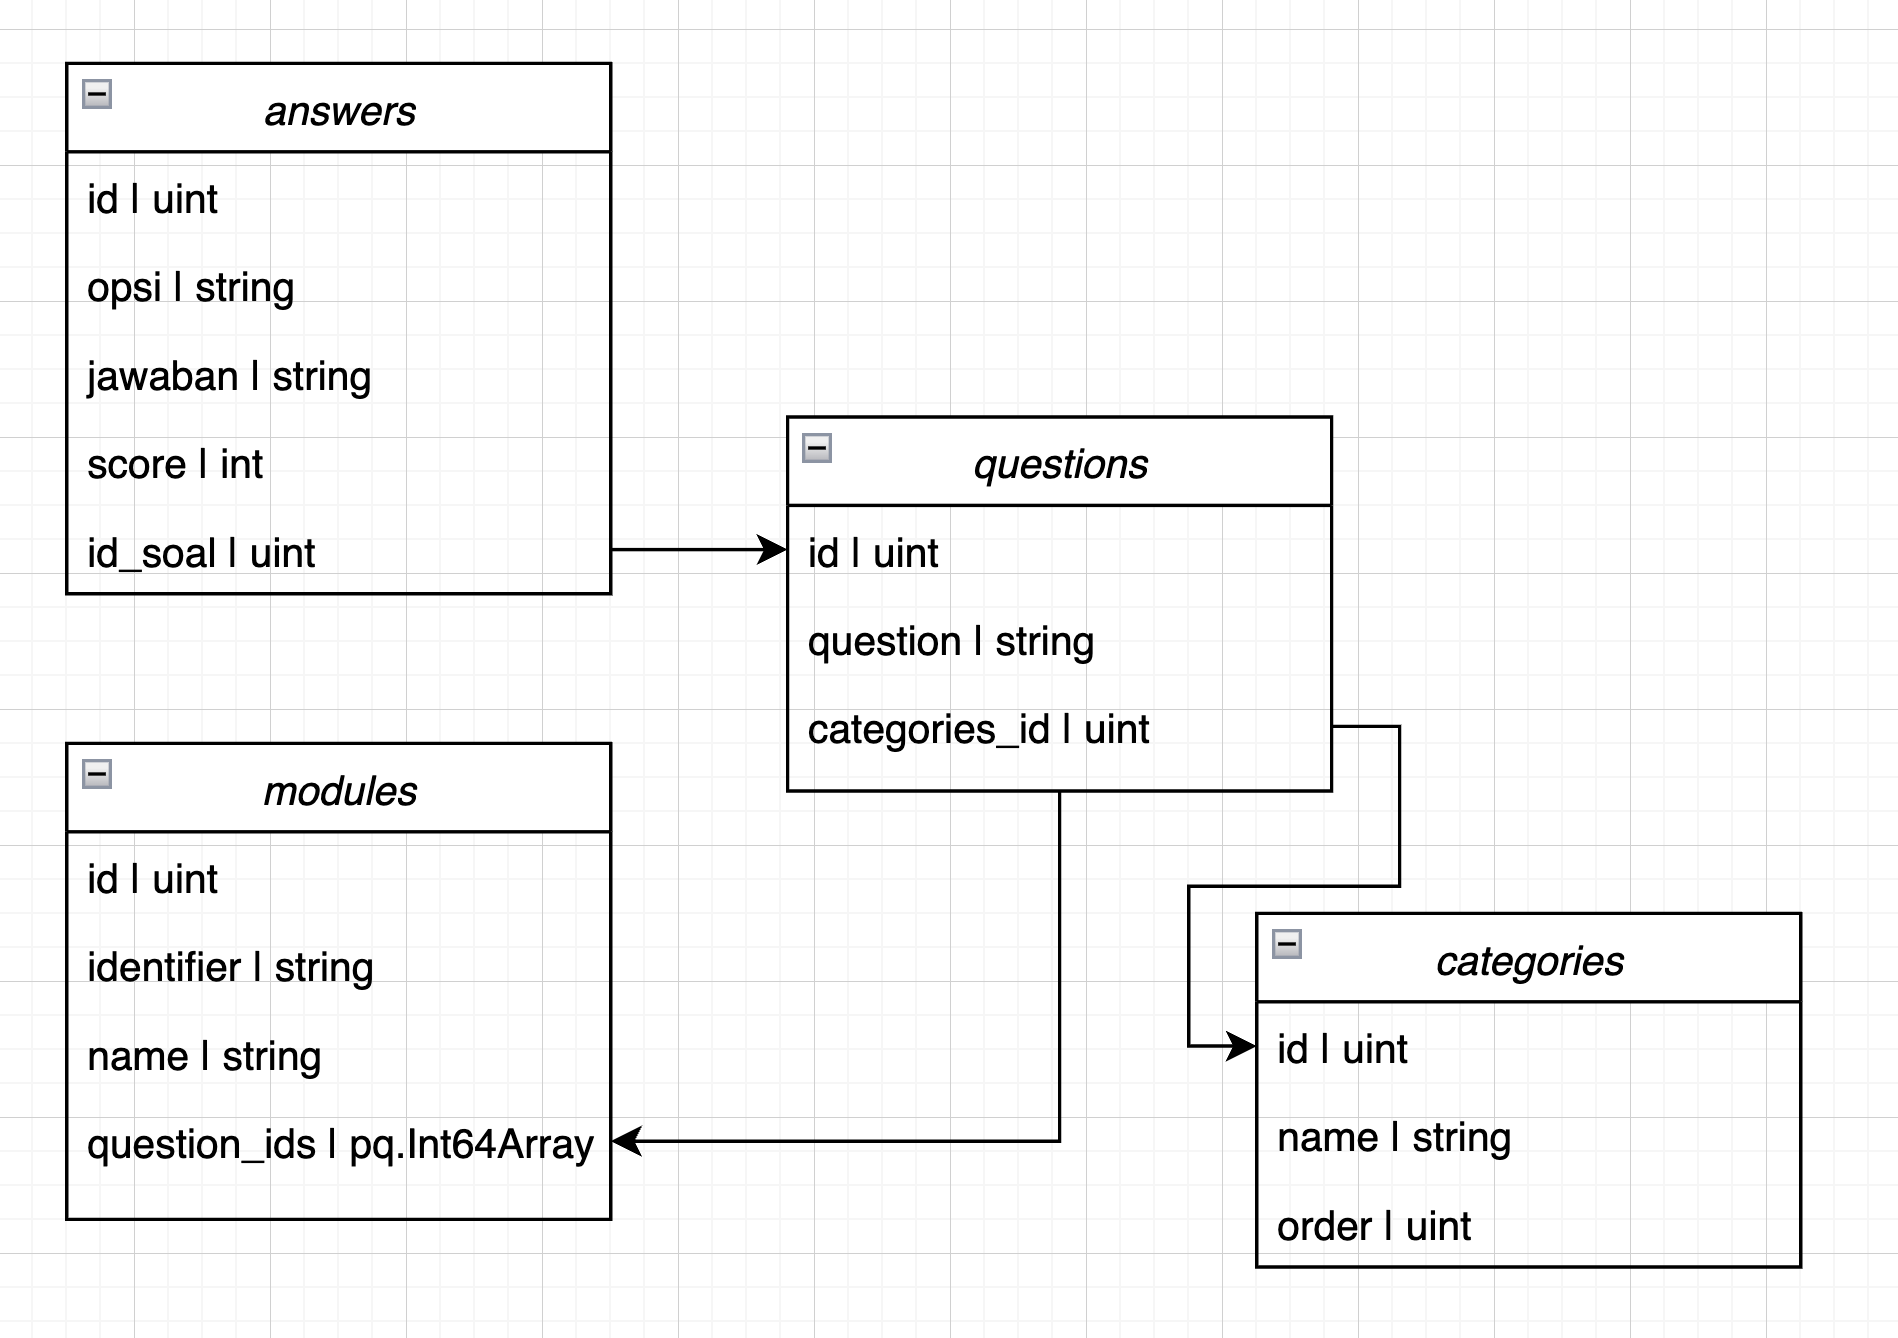 answers
id | uint
opsi | string
jawaban | string
score | int
id_soal | uint
questions
id | uint
question | string
categories_id | uint
modules
id | uint
identifier | string
name | string
question_ids | pq.Int64Array
categories
id | uint
name | string
order | uint